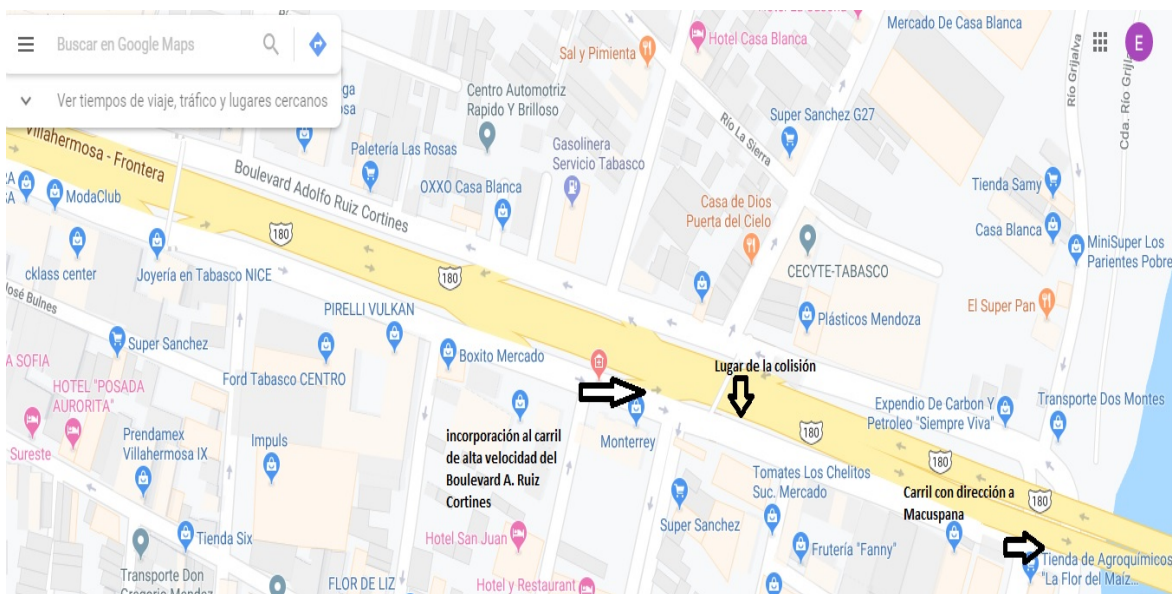 Buscar en Google Maps
Ver tiempos de viaje, tráfico y lugares cercanos
E
Mercado De Casa Blanca
Hotel Casa Blanca
Sal y Pimienta
Centro Automotriz
Rapido Y Brilloso
Super Sanchez G27
Río La Sierra
Río Grijalva
Cda. Río Grijalva
Villahermosa - Frontera
Paletería Las Rosas
Gasolinera
Servicio Tabasco
Boulevard Adolfo Ruiz Cortines
OXXO Casa Blanca
Tienda Samy
ModaClub
Casa de Dios
Puerta del Cielo
Casa Blanca
180
MiniSuper Los
Parientes Pobre
cklass center
Joyería en Tabasco NICE
180
CECYTE-TABASCO
José Bulnes
PIRELLI VULKAN
El Super Pan
Plásticos Mendoza
Super Sanchez
Boxito Mercado
A SOFIA
Ford Tabasco CENTRO
Lugar de la colisión
HOTEL "POSADA
AURORITA"
Expendio De Carbon Y
Petroleo "Siempre Viva"
Transporte Dos Montes
incorporación al carril
de alta velocidad del
Boulevard A. Ruiz
Cortines
Monterrey
180
Prendamex
Villahermosa IX
Impuls
Sureste
180
Tomates Los Chelitos
Suc. Mercado
Carril con dirección a
Macuspana
180
Super Sanchez
Tienda Six
Hotel San Juan
Frutería "Fanny"
Tienda de Agroquímicos
"La Flor del Maíz...
Transporte Don
Gregorio Mendez
FLOR DE LIZ
Hotel y Restaurant